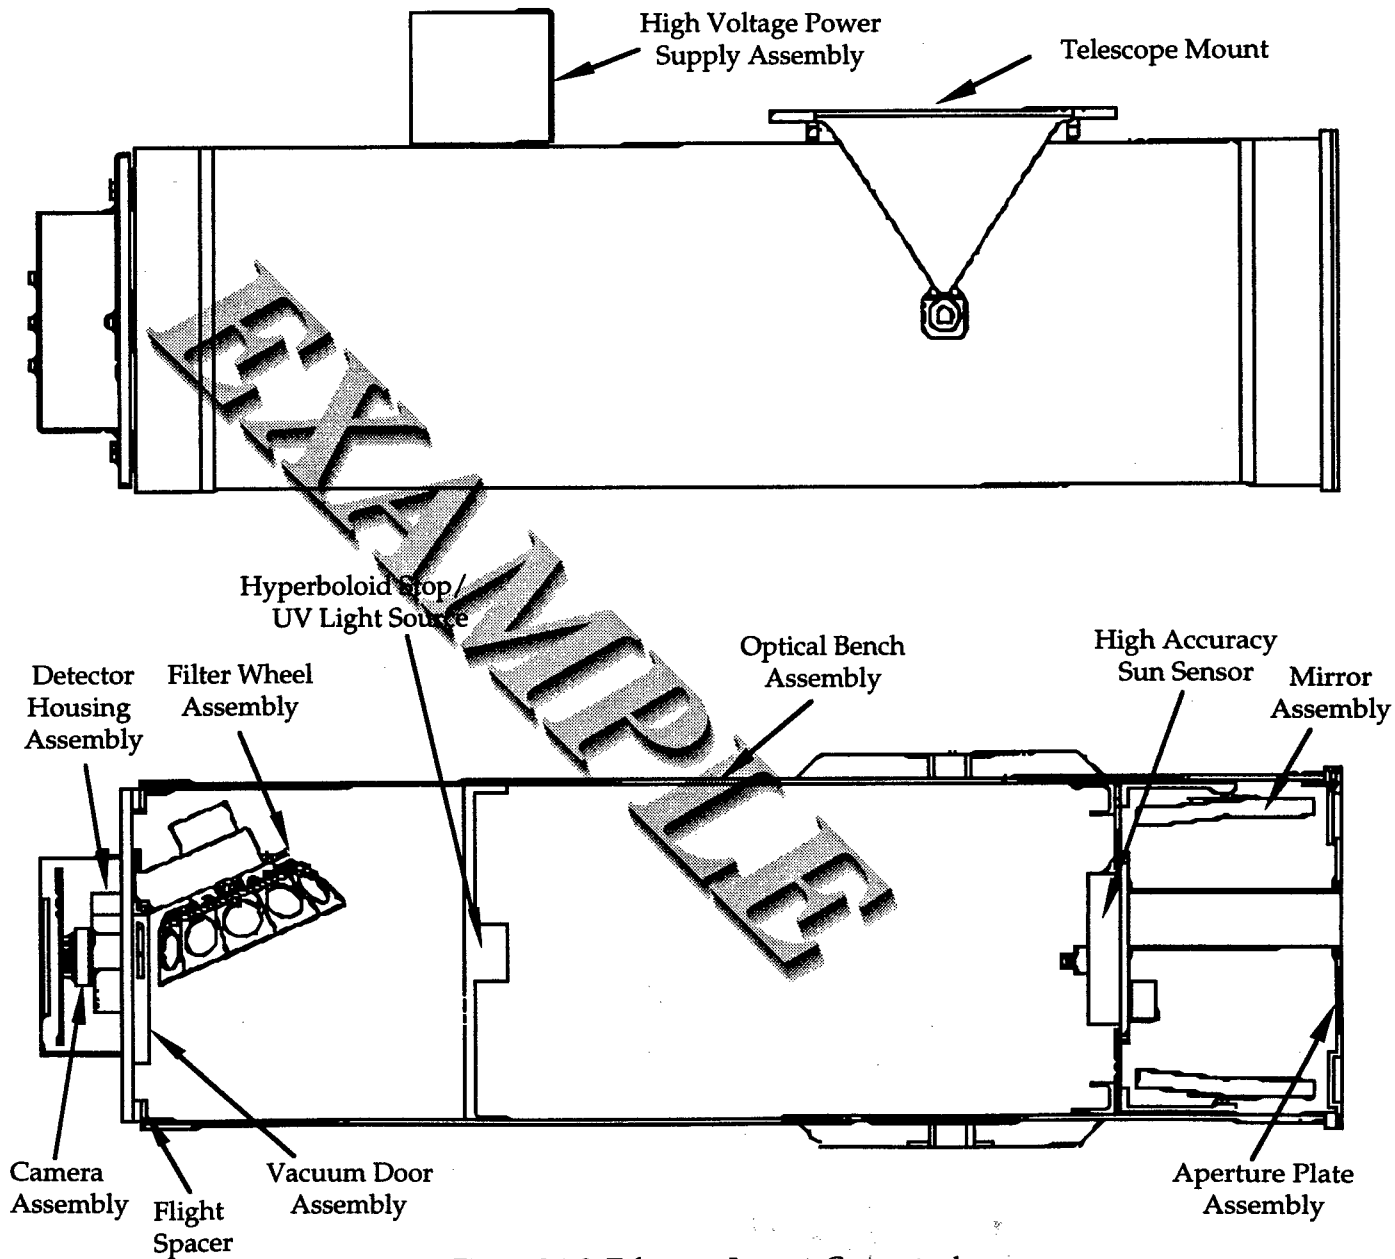 High Voltage Power
Supply Assembly
Telescope Mount
EXAMPLE
Hyperboloid Stop/
UV Light Source
Optical Bench
Assembly
High Accuracy
Sun Sensor
Mirror
Assembly
Detector
Housing
Assembly
Filter Wheel
Assembly
Camera
Assembly
Flight
Spacer
Vacuum Door
Assembly
Aperture Plate
Assembly